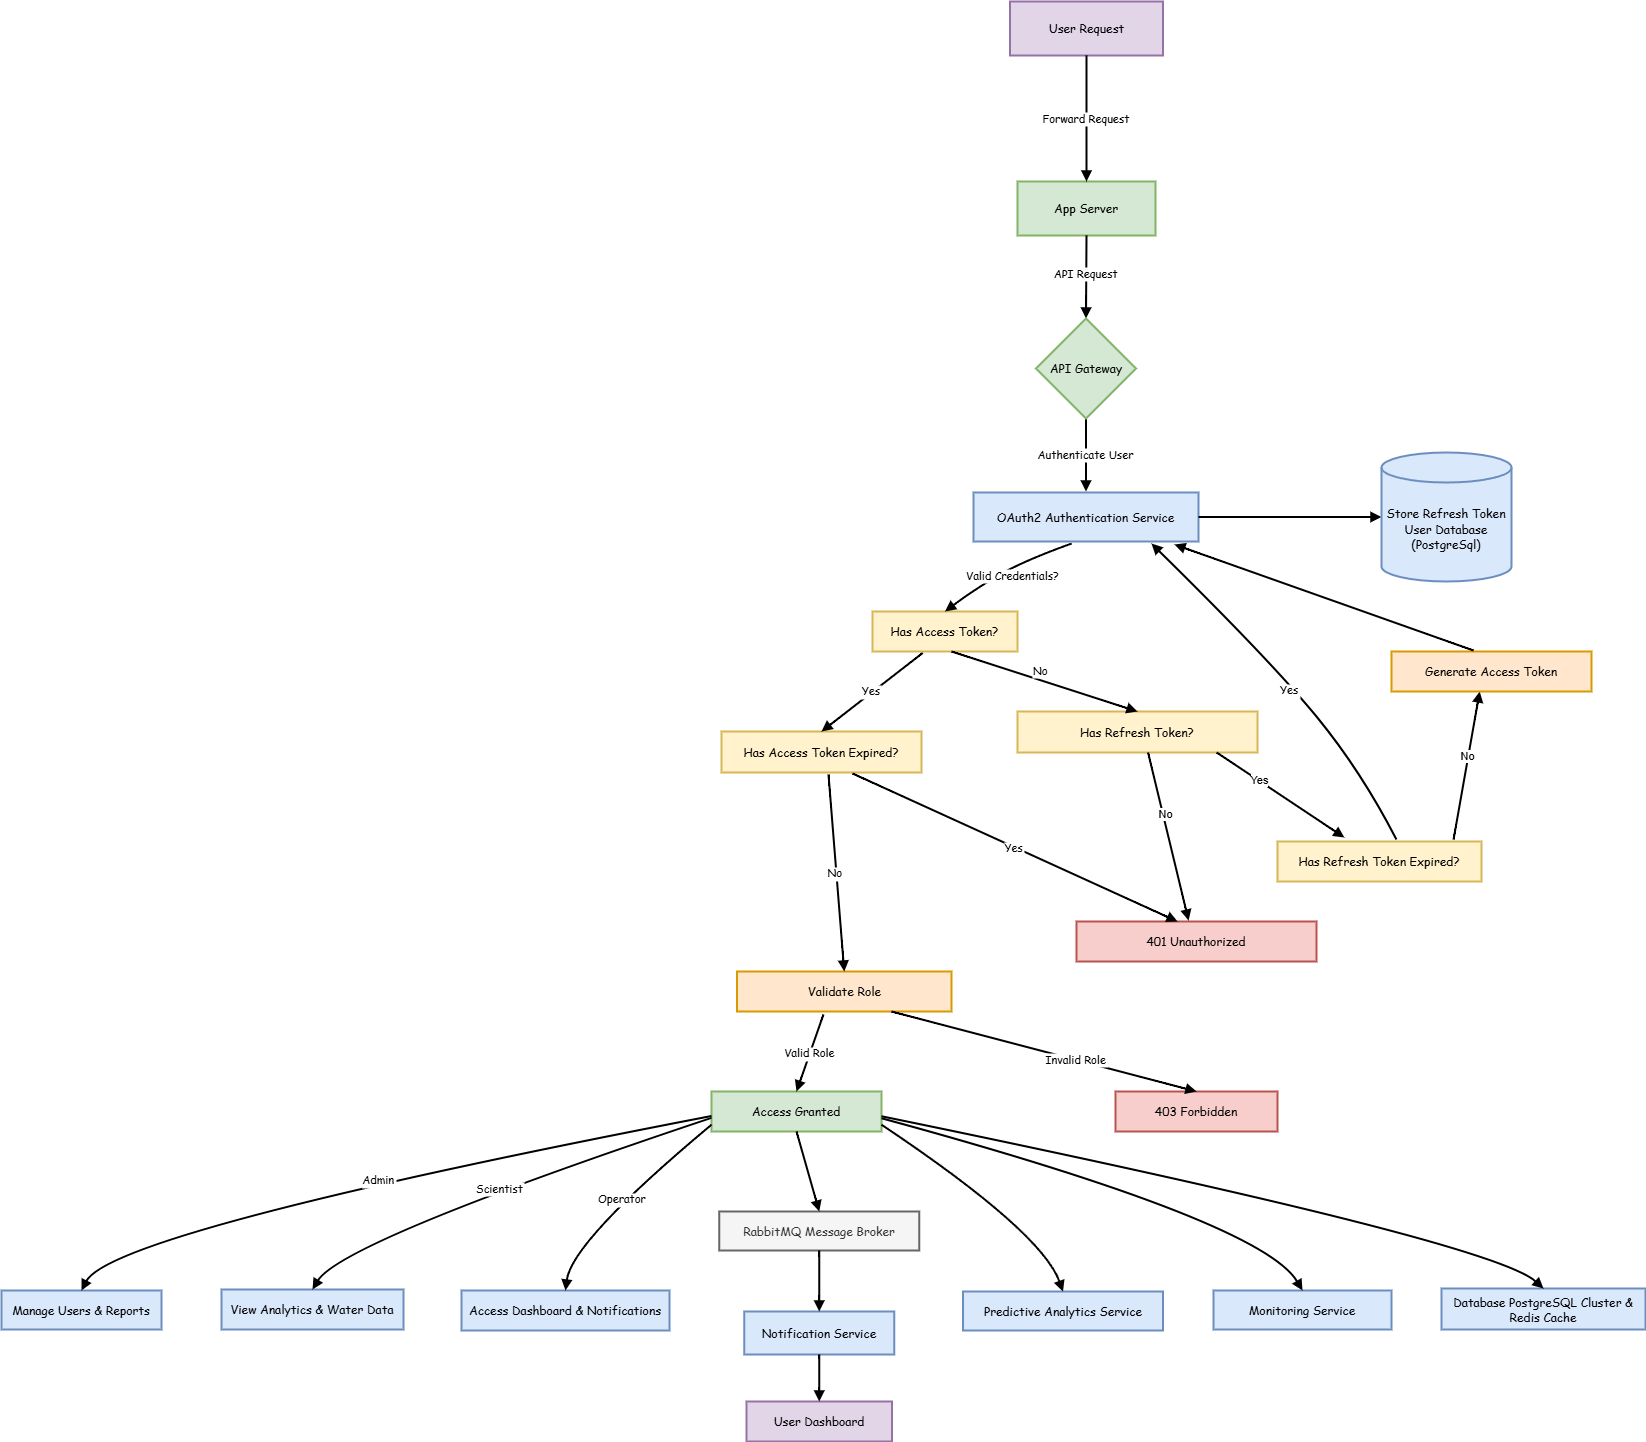 User Request
Forward Request
App Server
API Request
API Gateway
Authenticate User
OAuth2 Authentication Service
Store Refresh Token
User Database
(PostgreSql)
Valid Credentials?
Has Access Token?
Yes
No
Yes
Generate Access Token
Has Access Token Expired?
Has Refresh Token?
No
Yes
No
Yes
No
Has Refresh Token Expired?
401 Unauthorized
Validate Role
Valid Role
Invalid Role
Access Granted
403 Forbidden
Admin
Scientist
Operator
RabbitMQ Message Broker
Manage Users & Reports
View Analytics & Water Data
Access Dashboard & Notifications
Notification Service
Predictive Analytics Service
Monitoring Service
Database PostgreSQL Cluster &
Redis Cache
User Dashboard